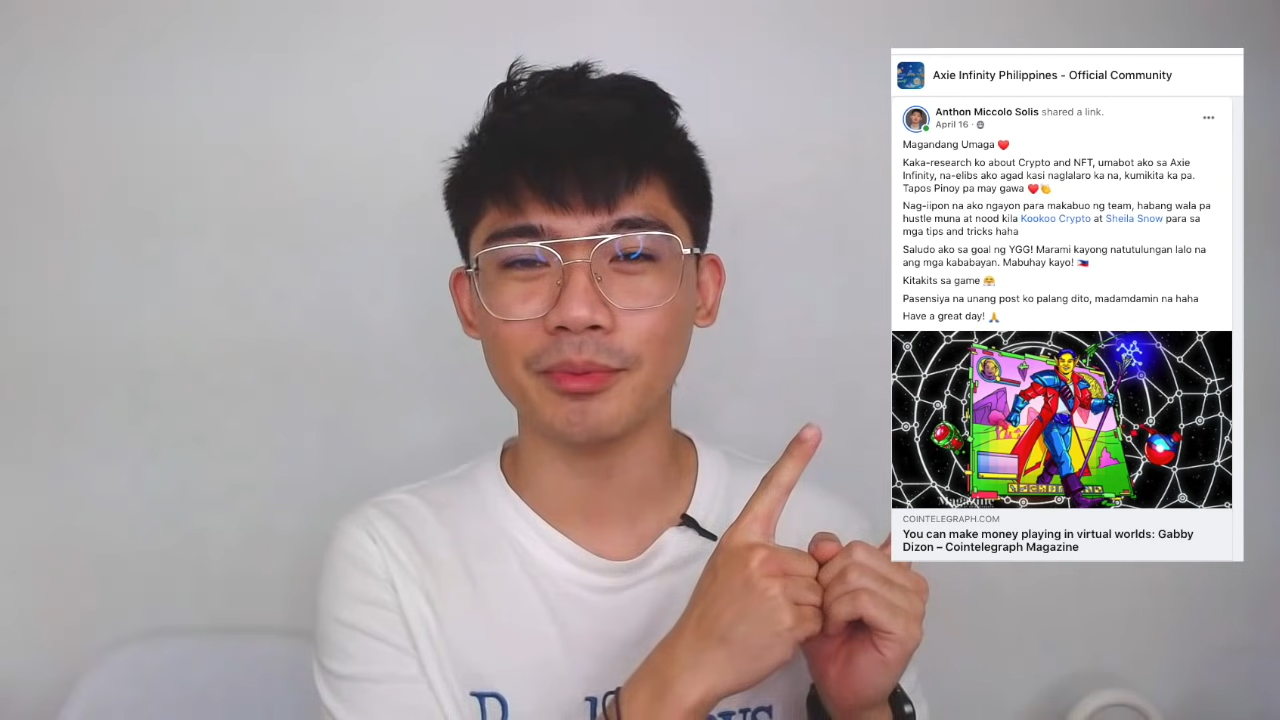 Axie Infinity Philippines - Official Community
Anthon Miccolo Solis shared a link.
April 16 ·
Magandang Umaga ❤️
Kaka-research ko about Crypto and NFT, umabot ako sa Axie
Infinity, na-elibs ako agad kasi naglalaro ka na, kumikita ka pa.
Tapos Pinoy pa may gawa ❤️👏
Nag-iipon na ako ngayon para makabuo ng team, habang wala pa
hustle muna at nood kila Kookoo Crypto at Sheila Snow para sa
mga tips and tricks haha
Saludo ako sa goal ng YGG! Marami kayong natutulungan lalo na
ang mga kababayan. Mabuhay kayo! 🇵🇭
Kitakits sa game 🤗
Pasensiya na unang post ko palang dito, madamdamin na haha
Have a great day! 🙏
Magazine
COINTELEGRAPH.COM
You can make money playing in virtual worlds: Gabby
Dizon – Cointelegraph Magazine